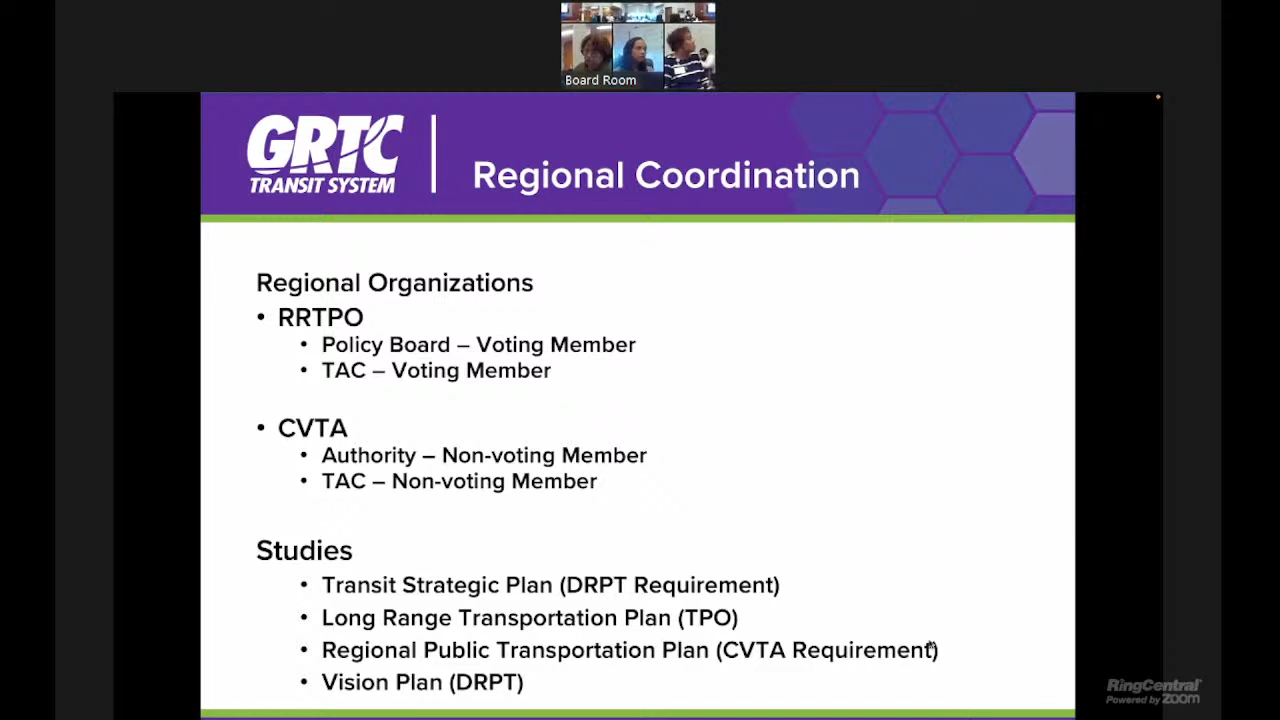 Board Room
GRTC
TRANSIT SYSTEM
Regional Coordination
Regional Organizations
• RRTPO
• Policy Board – Voting Member
• TAC – Voting Member
• CVTA
• Authority – Non-voting Member
• TAC – Non-voting Member
Studies
• Transit Strategic Plan (DRPT Requirement)
• Long Range Transportation Plan (TPO)
• Regional Public Transportation Plan (CVTA Requirement)
• Vision Plan (DRPT)
RingCentral
Powered by zoom